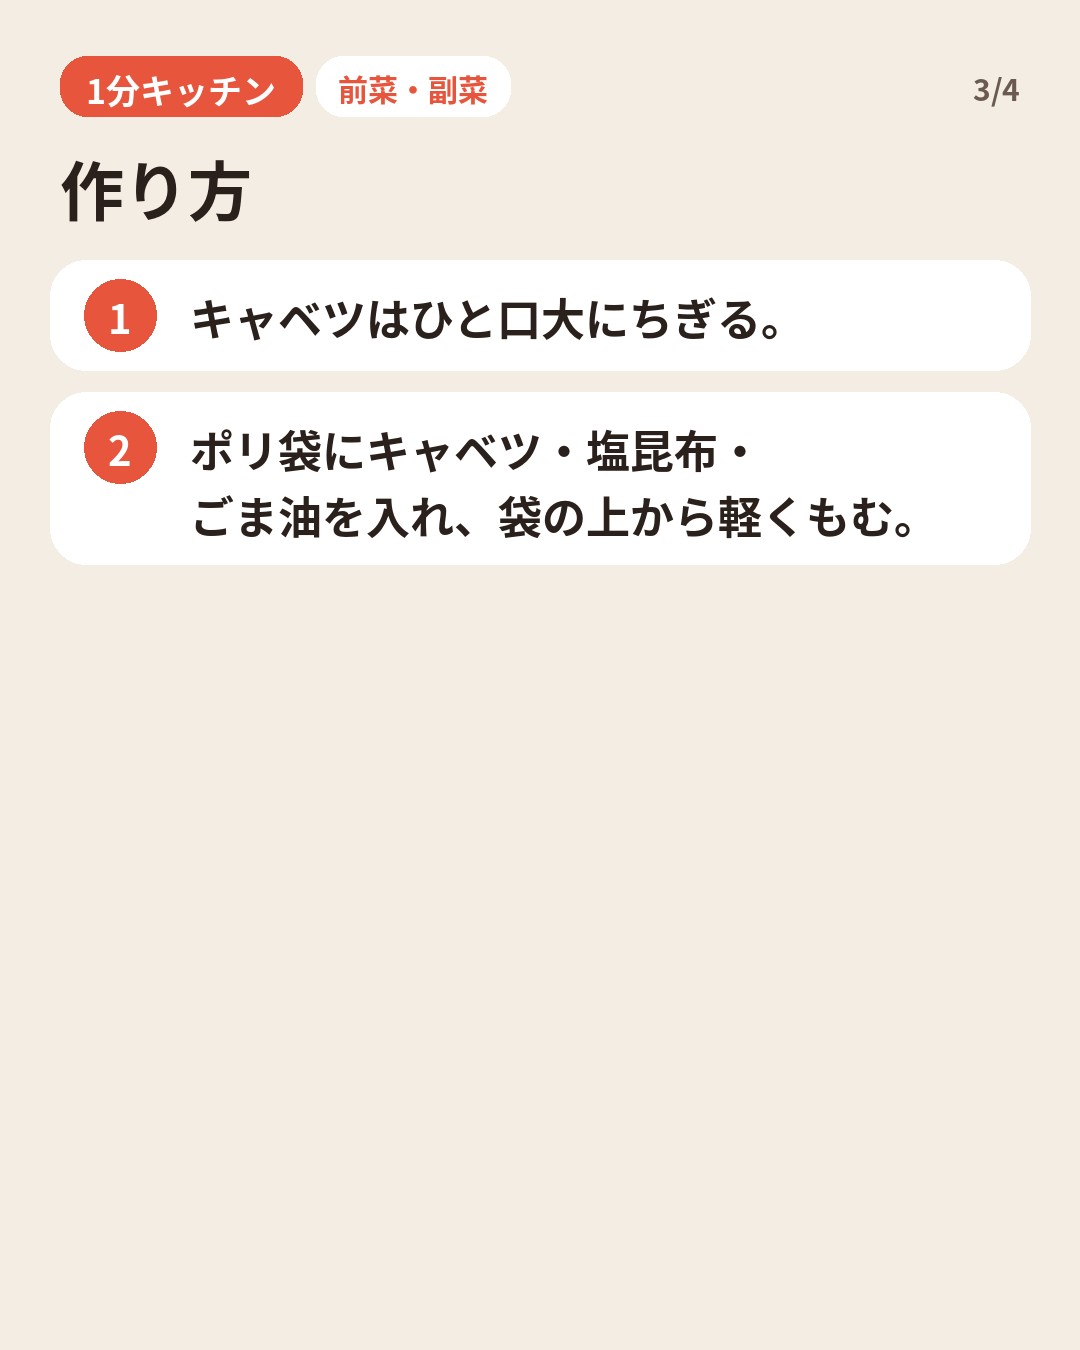 1分キッチン
前菜・副菜
3/4
作り方
1 キャベツはひと口大にちぎる。
2 ポリ袋にキャベツ・塩昆布・
ごま油を入れ、袋の上から軽くもむ。